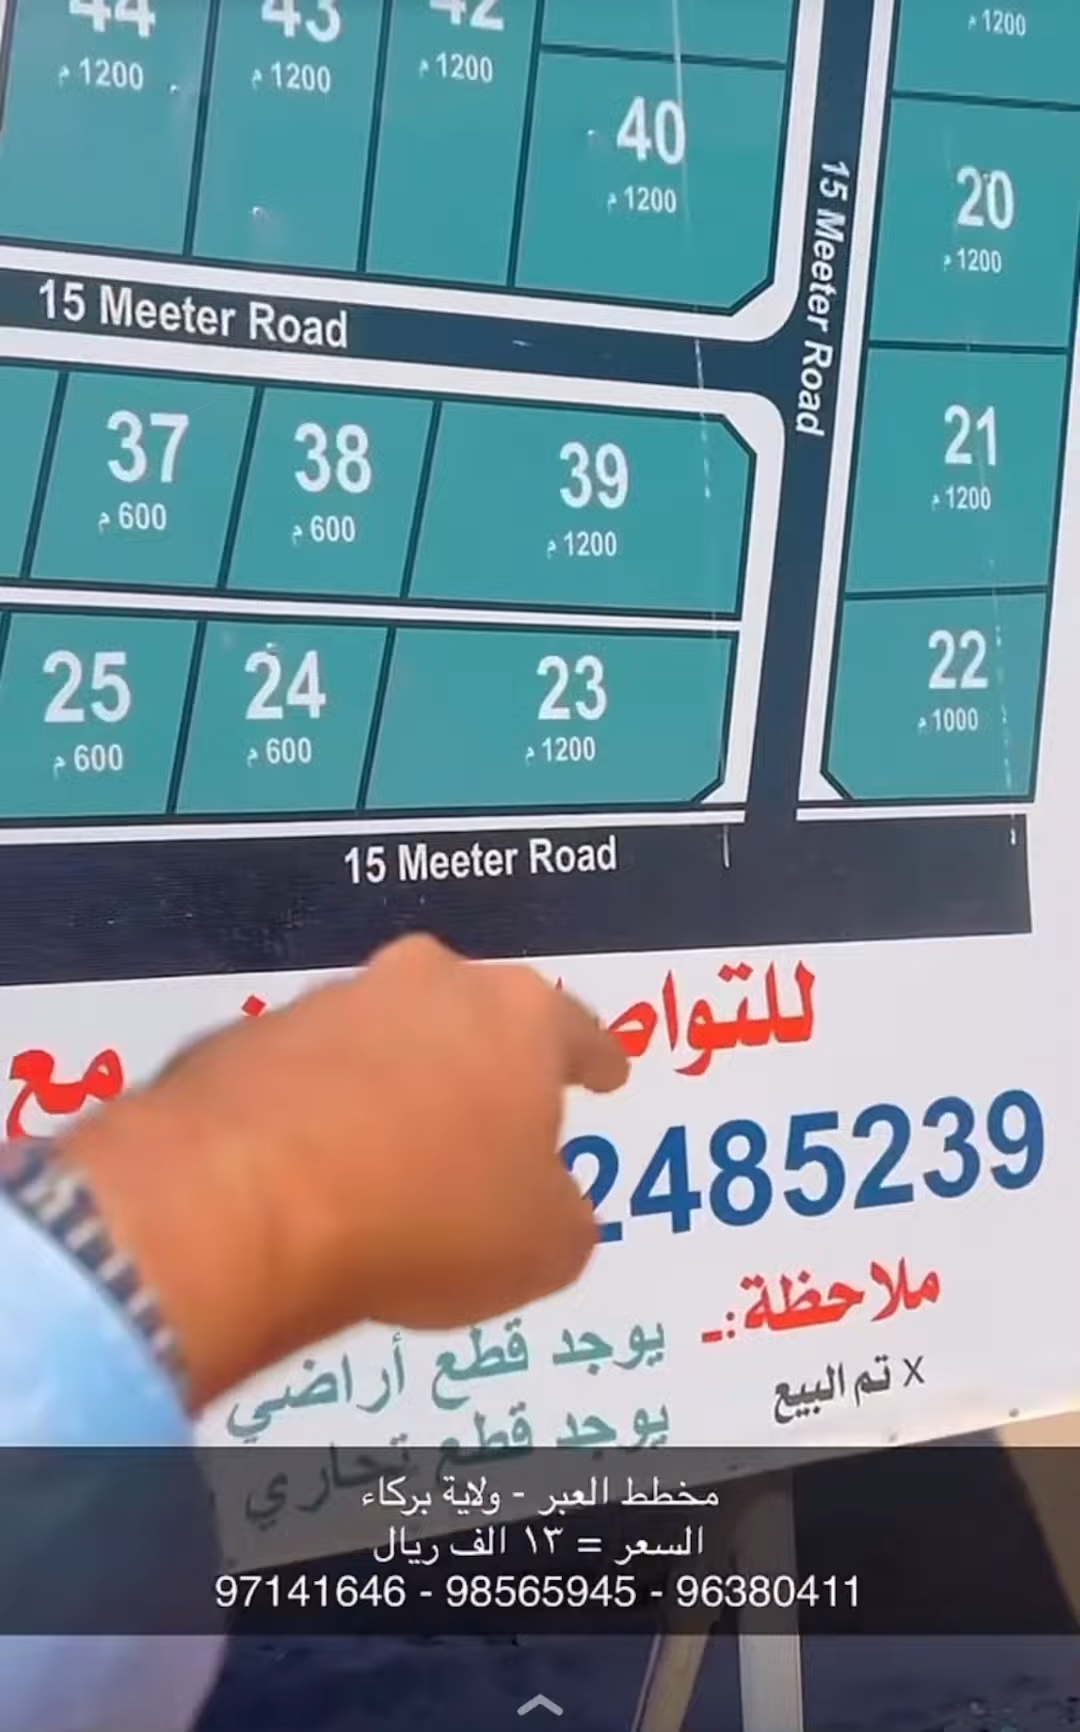 44
م 1200
43
م 1200
42
م 1200
م 1200
40
م 1200
20
م 1200
15 Meeter Road
15 Meeter Road
37
م 600
38
م 600
39
م 1200
21
م 1200
25
م 600
24
م 600
23
م 1200
22
م 1000
15 Meeter Road
مع
2485239
ملاحظة:ـ
x تم البيع
يوجد قطع أراضي
يوجد قطع تجاري
مخطط العبر - ولاية بركاء
السعر = ١٣ الف ريال
97141646 - 98565945 - 96380411